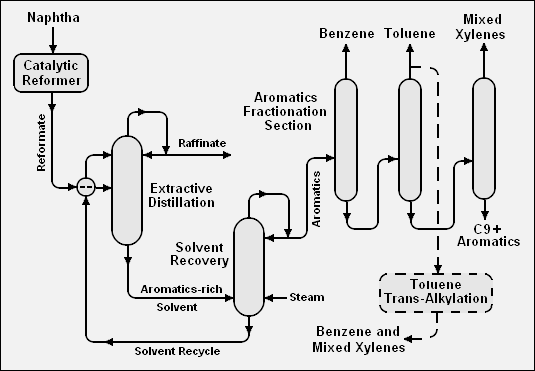 Naphtha
Catalytic
Reformer
Reformate
Extractive
Distillation
Raffinate
Aromatics-rich
Solvent
Solvent Recycle
Solvent
Recovery
Steam
Aromatics
Aromatics
Fractionation
Section
Benzene
Toluene
Mixed
Xylenes
C9+
Aromatics
Toluene
Trans-Alkylation
Benzene and
Mixed Xylenes